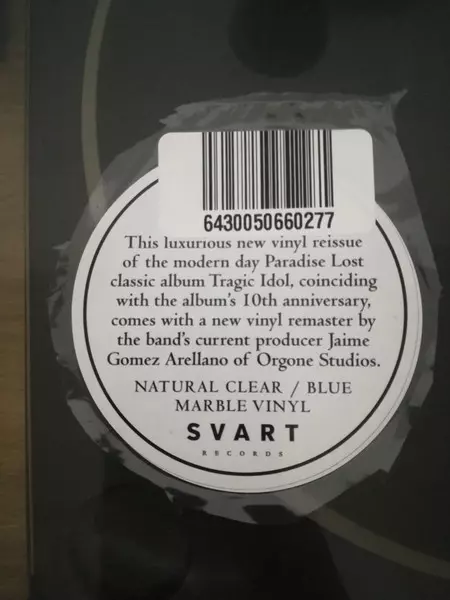 6430050660277
This luxurious new vinyl reissue
of the modern day Paradise Lost
classic album Tragic Idol, coinciding
with the album's 10th anniversary,
comes with a new vinyl remaster by
the band's current producer Jaime
Gomez Arellano of Orgone Studios.
NATURAL CLEAR / BLUE
MARBLE VINYL
SVART
RECORDS